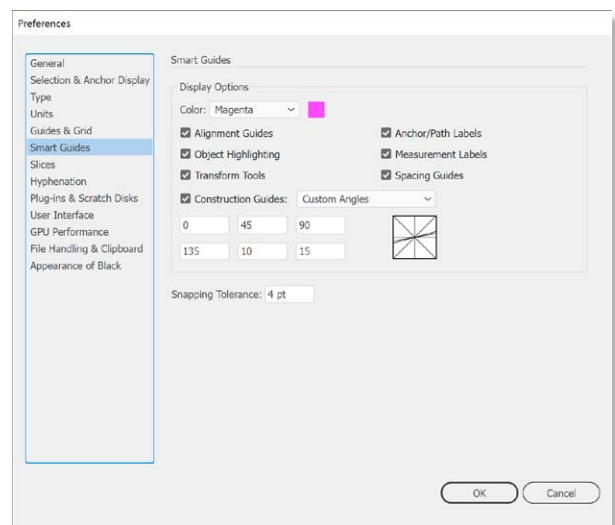 Preferences
General
Selection & Anchor Display
Type
Units
Guides & Grid
Smart Guides
Slices
Hyphenation
Plug-ins & Scratch Disks
User Interface
GPU Performance
File Handling & Clipboard
Appearance of Black
Smart Guides
Display Options
Color: Magenta
Alignment Guides Anchor/Path Labels
Object Highlighting Measurement Labels
Transform Tools Spacing Guides
Construction Guides: Custom Angles
0 45 90
135 10 15
Snapping Tolerance: 4 pt
OK Cancel